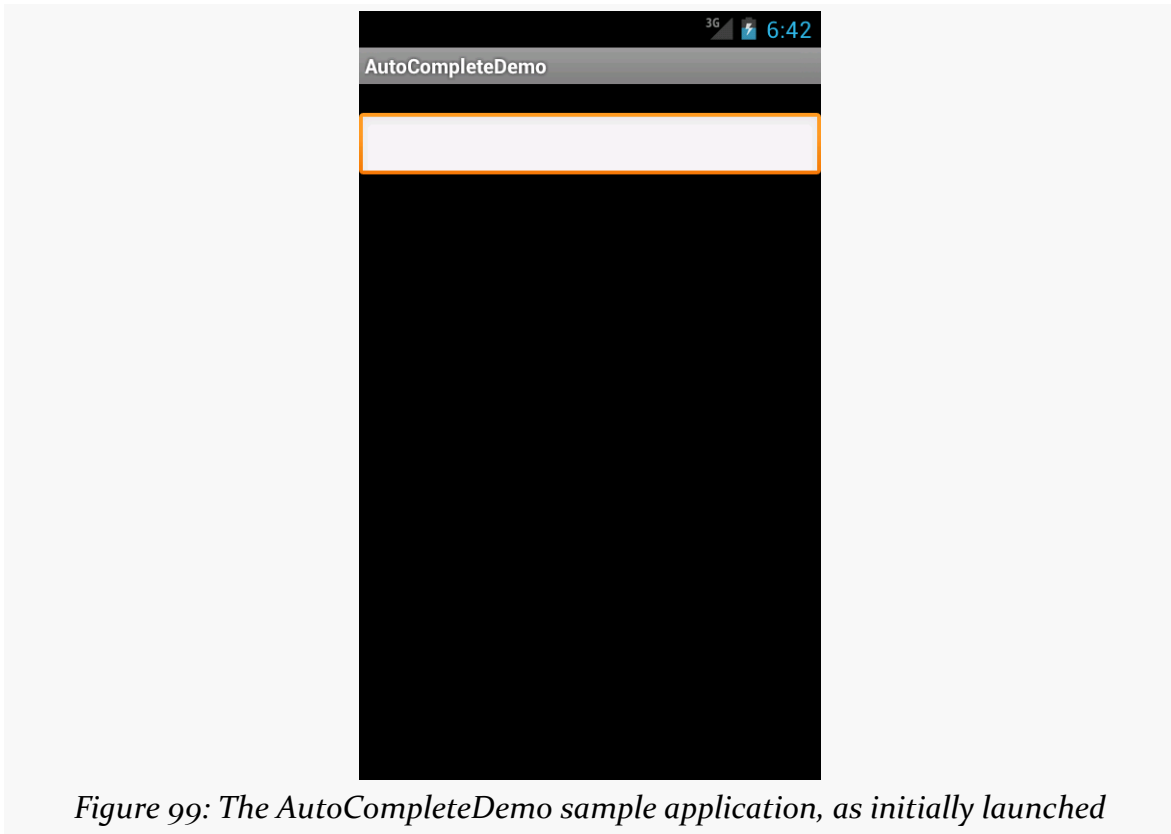 3G 6:42
AutoCompleteDemo
Figure 99: The AutoCompleteDemo sample application, as initially launched